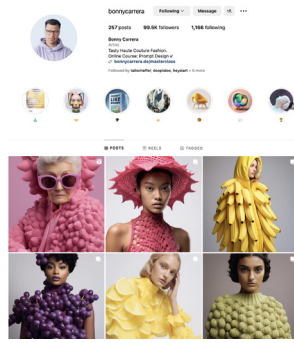 bonnycarrera
Following
Message
257 posts 90.5K followers 1,166 following
Bonny Carrera
Artist
Tasty Haute Couture Fashion.
Online Course: Prompt Design
bonnycarrera.de/masterclass
POSTS REELS TAGGED